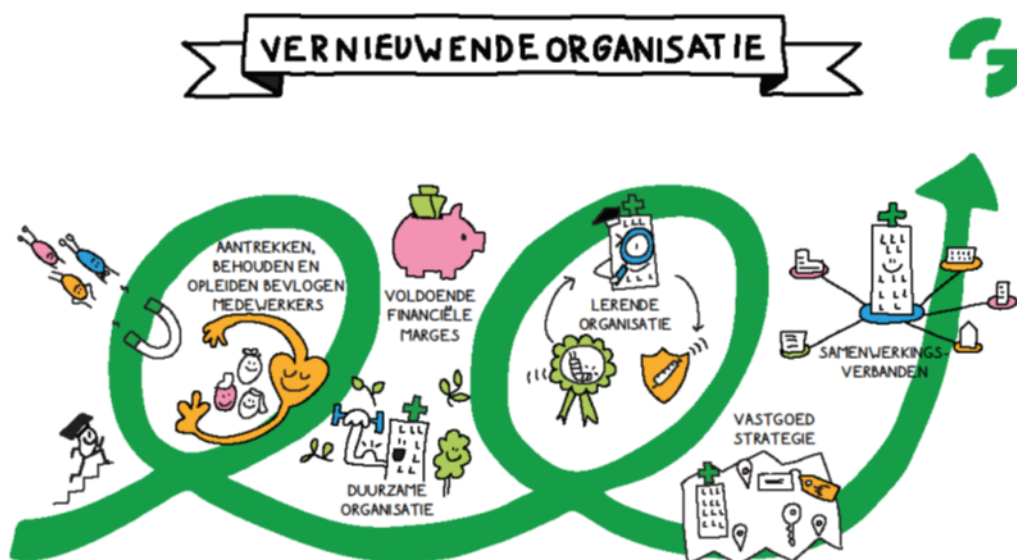 VERNIEUWENDE ORGANISATIE
AANTREKKEN,
BEHOUDEN EN
OPLEIDEN BEVLOGEN
MEDEWERKERS
VOLDOENDE
FINANCIËLE
MARGES
DUURZAME
ORGANISATIE
LERENDE
ORGANISATIE
VASTGOED
STRATEGIE
SAMENWERKINGS-
VERBANDEN